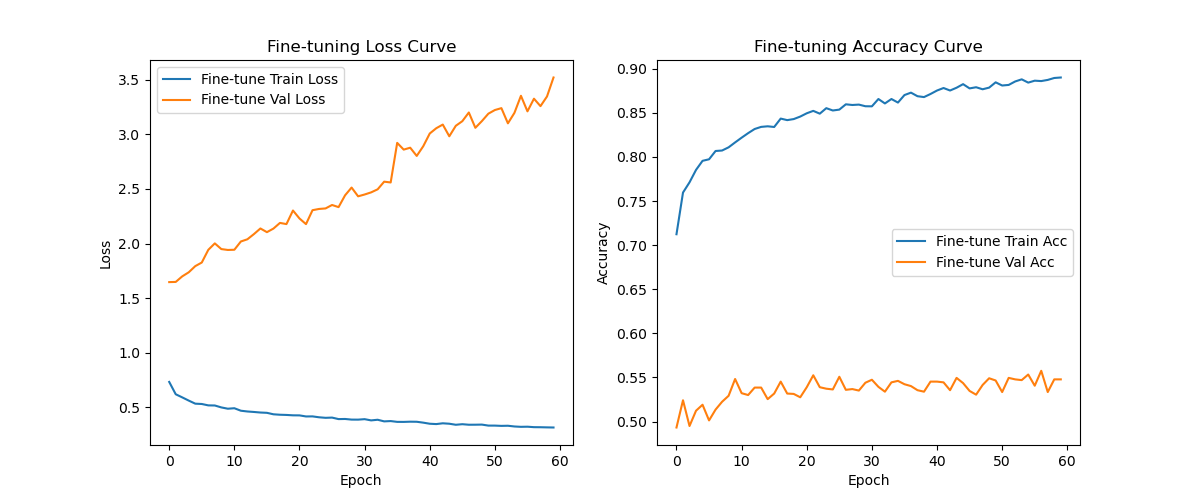 Fine-tuning Loss Curve
Fine-tune Train Loss
Fine-tune Val Loss
3.5
3.0
2.5
2.0
1.5
1.0
0.5
Loss
0 10 20 30 40 50 60
Epoch
Fine-tuning Accuracy Curve
0.90
0.85
0.80
0.75
0.70
0.65
0.60
0.55
0.50
Accuracy
Fine-tune Train Acc
Fine-tune Val Acc
0 10 20 30 40 50 60
Epoch